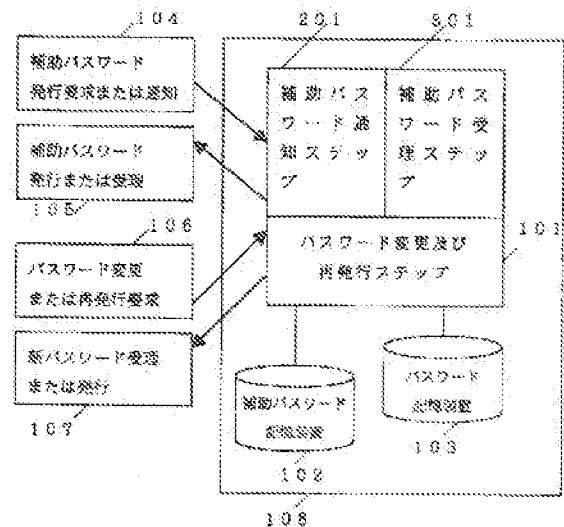 104
補助パスワード
発行要求または通知
補助パスワード
発行または受理
105
106
パスワード変更
または再発行要求
新パスワード受理
または発行
107
201
補助パス
ワード通
知ステッ
プ
301
補助パス
ワード受
理ステッ
プ
パスワード変更及び
再発行ステップ
101
補助パスワード
記憶装置
102
パスワード
記憶装置
103
108